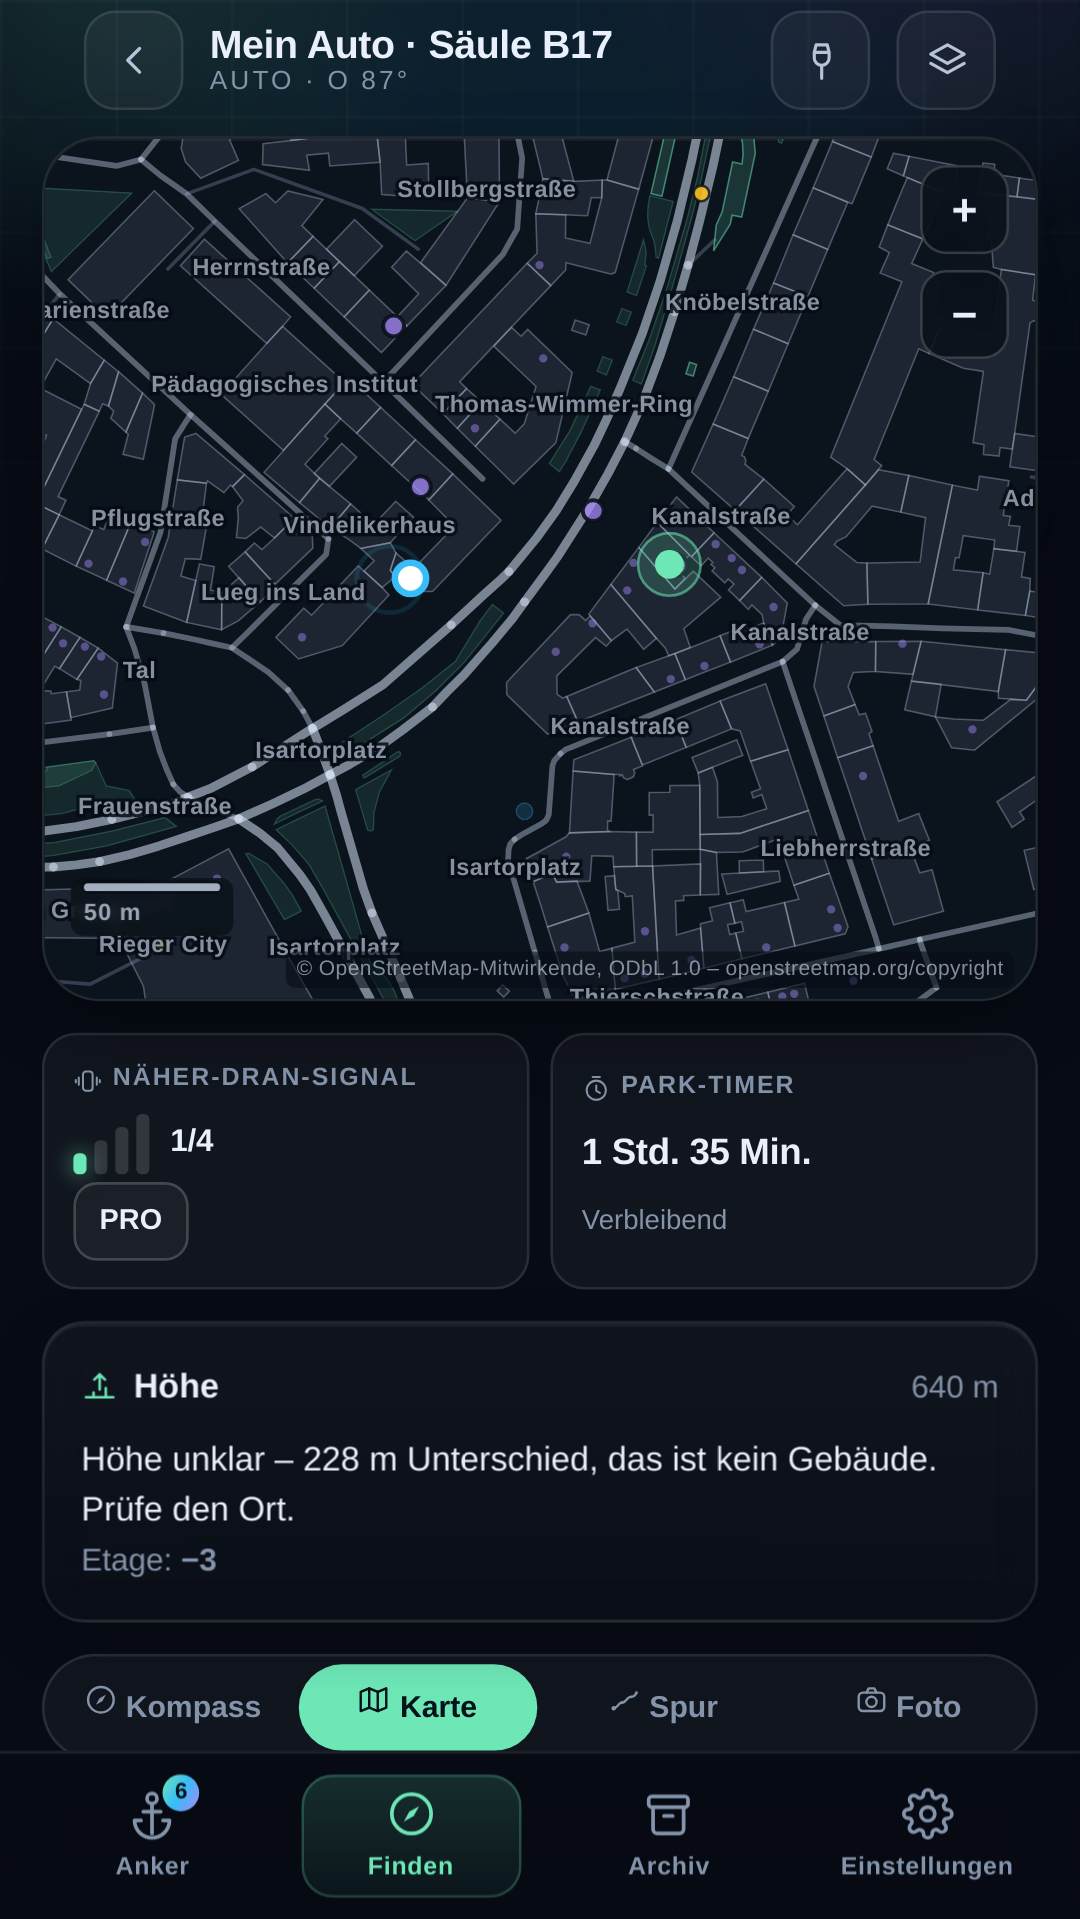 Mein Auto · Säule B17
AUTO · O 87°
Stollbergstraße
Herrnstraße
Knöbelstraße
arienstraße
Pädagogisches Institut
Thomas-Wimmer-Ring
Ad
Pflugstraße
Vindelikerhaus
Kanalstraße
Lueg ins Land
Kanalstraße
Tal
Kanalstraße
Isartorplatz
Frauenstraße
Liebherrstraße
Isartorplatz
G
50 m
Rieger City
Isartorplatz
© OpenStreetMap-Mitwirkende, ODbL 1.0 – openstreetmap.org/copyright
Thierschstraße
+
−
NÄHER-DRAN-SIGNAL
1/4
PRO
PARK-TIMER
1 Std. 35 Min.
Verbleibend
Höhe
640 m
Höhe unklar – 228 m Unterschied, das ist kein Gebäude.
Prüfe den Ort.
Etage: −3
Kompass
Karte
Spur
Foto
6
Anker
Finden
Archiv
Einstellungen